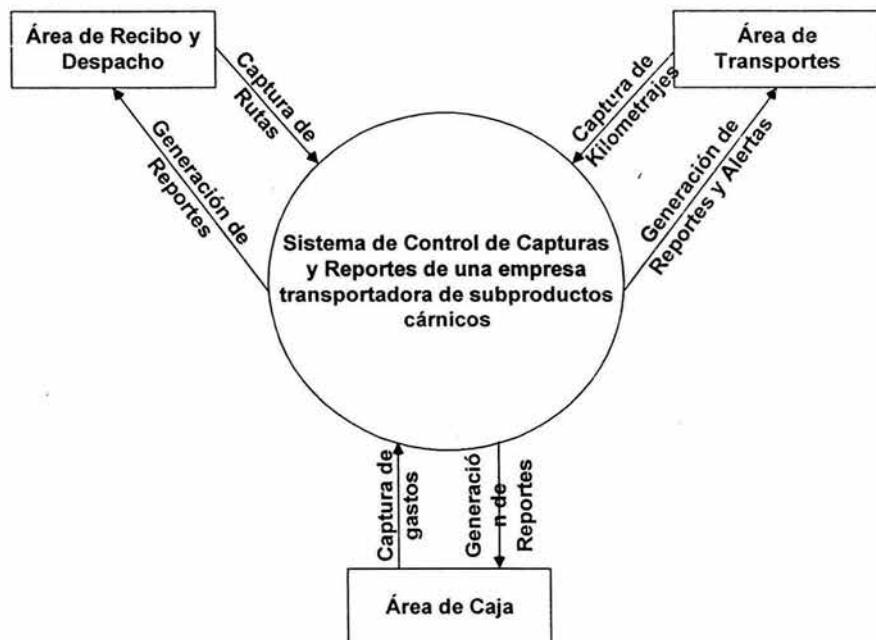 Área de Recibo y
Despacho
Área de
Transportes
Captura de
Rutas
Captura de
Kilometrajes
Generación de
Reportes
Generación de
Reportes y Alertas
Sistema de Control de Capturas
y Reportes de una empresa
transportadora de subproductos
cárnicos
Captura de
gastos
Generació
n de
Reportes
Área de Caja